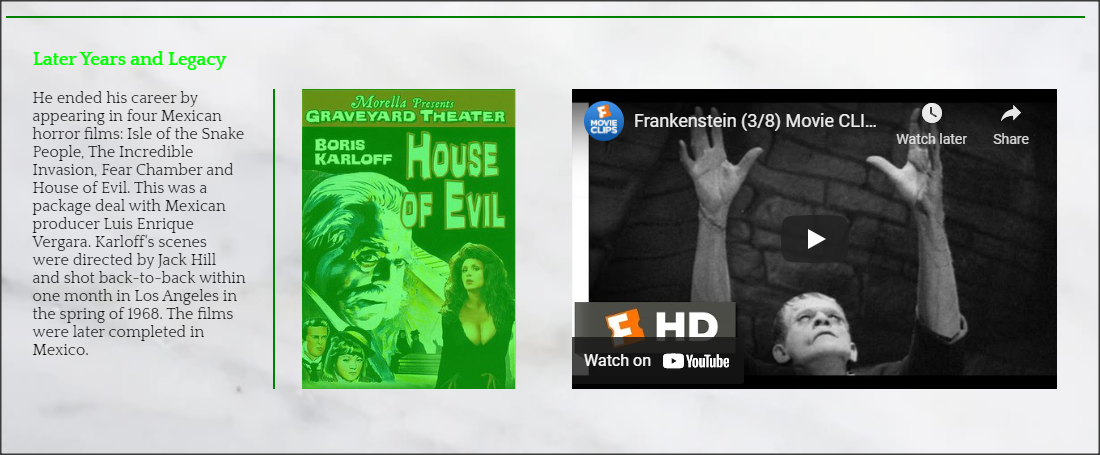 Later Years and Legacy
He ended his career by
appearing in four Mexican
horror films: Isle of the Snake
People, The Incredible
Invasion, Fear Chamber and
House of Evil. This was a
package deal with Mexican
producer Luis Enrique
Vergara. Karloff's scenes
were directed by Jack Hill
and shot back-to-back within
one month in Los Angeles in
the spring of 1968. The films
were later completed in
Mexico.
Morella Presents
GRAVEYARD THEATER
BORIS
KARLOFF
HOUSE
OF EVIL
MOVIE
CLIPS
Frankenstein (3/8) Movie CLI...
Watch later
Share
HD
Watch on YouTube